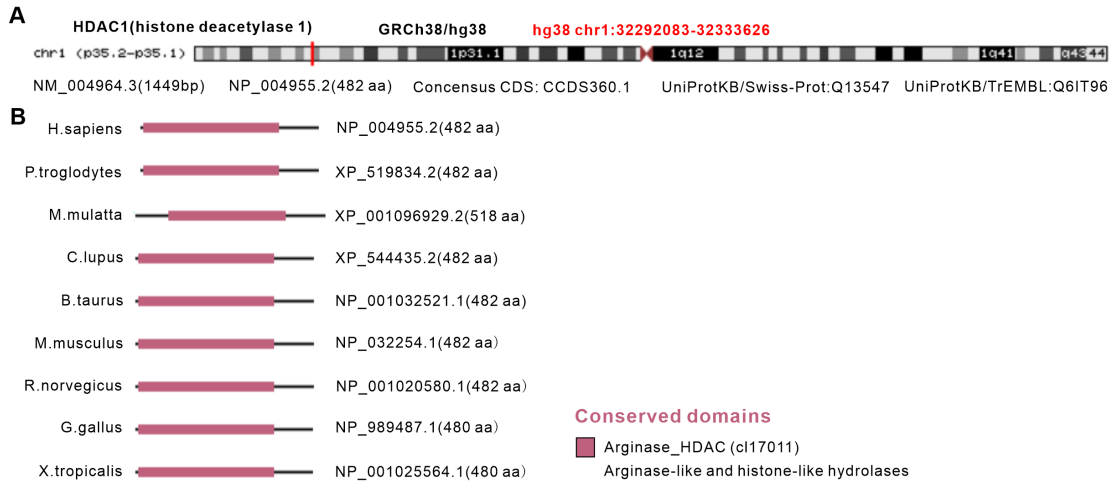 A
HDAC1(histone deacetylase 1) GRCh38/hg38 hg38 chr1:32292083-32333626
chr1 (p35.2-p35.1) 1p31.1 1q12 1q41 q43 44
NM_004964.3(1449bp) NP_004955.2(482 aa) Consensus CDS: CCDS360.1 UniProtKB/Swiss-Prot:Q13547 UniProtKB/TrEMBL:Q6IT96
B
H.sapiens NP_004955.2(482 aa)
P.troglodytes XP_519834.2(482 aa)
M.mulatta XP_001096929.2(518 aa)
C.lupus XP_544435.2(482 aa)
B.taurus NP_001032521.1(482 aa)
M.musculus NP_032254.1(482 aa)
R.norvegicus NP_001020580.1(482 aa)
G.gallus NP_989487.1(480 aa)
X.tropicalis NP_001025564.1(480 aa)
Conserved domains
Arginase_HDAC (cl17011)
Arginase-like and histone-like hydrolases